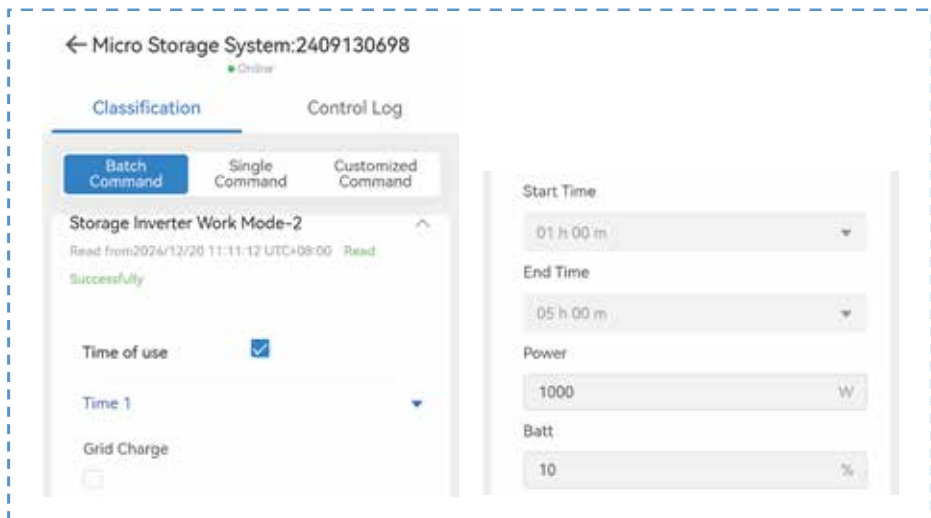 ← Micro Storage System:2409130698
Online
Classification
Control Log
Batch Command
Single Command
Customized Command
Storage Inverter Work Mode-2
Read from2024/12/20 11:11:12 UTC+08:00 Read
Successfully
Time of use
Time 1
Grid Charge
Start Time
01 h 00 m
End Time
05 h 00 m
Power
1000 W
Batt
10 %